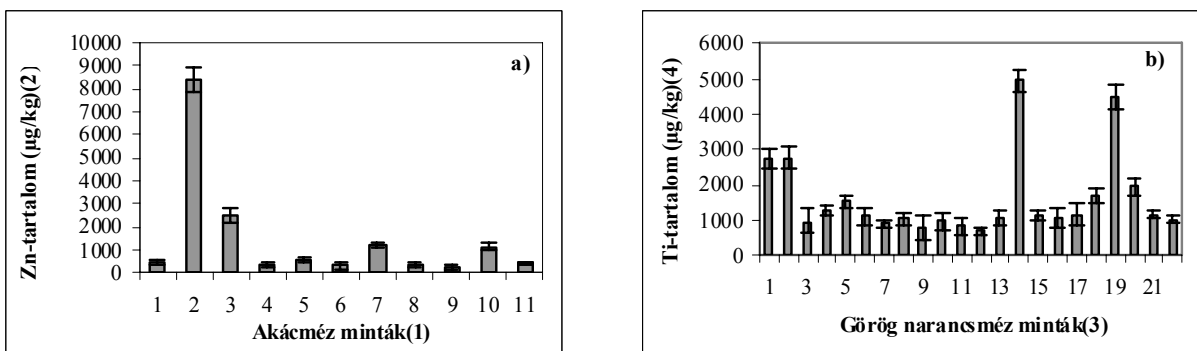 Zn-tartalom (µg/kg)(2)
10000
9000
8000
7000
6000
5000
4000
3000
2000
1000
0
a)
1 2 3 4 5 6 7 8 9 10 11
Akácméz minták(1)
Ti-tartalom (µg/kg)(4)
6000
5000
4000
3000
2000
1000
0
b)
1 3 5 7 9 11 13 15 17 19 21
Görög narancsméz minták(3)